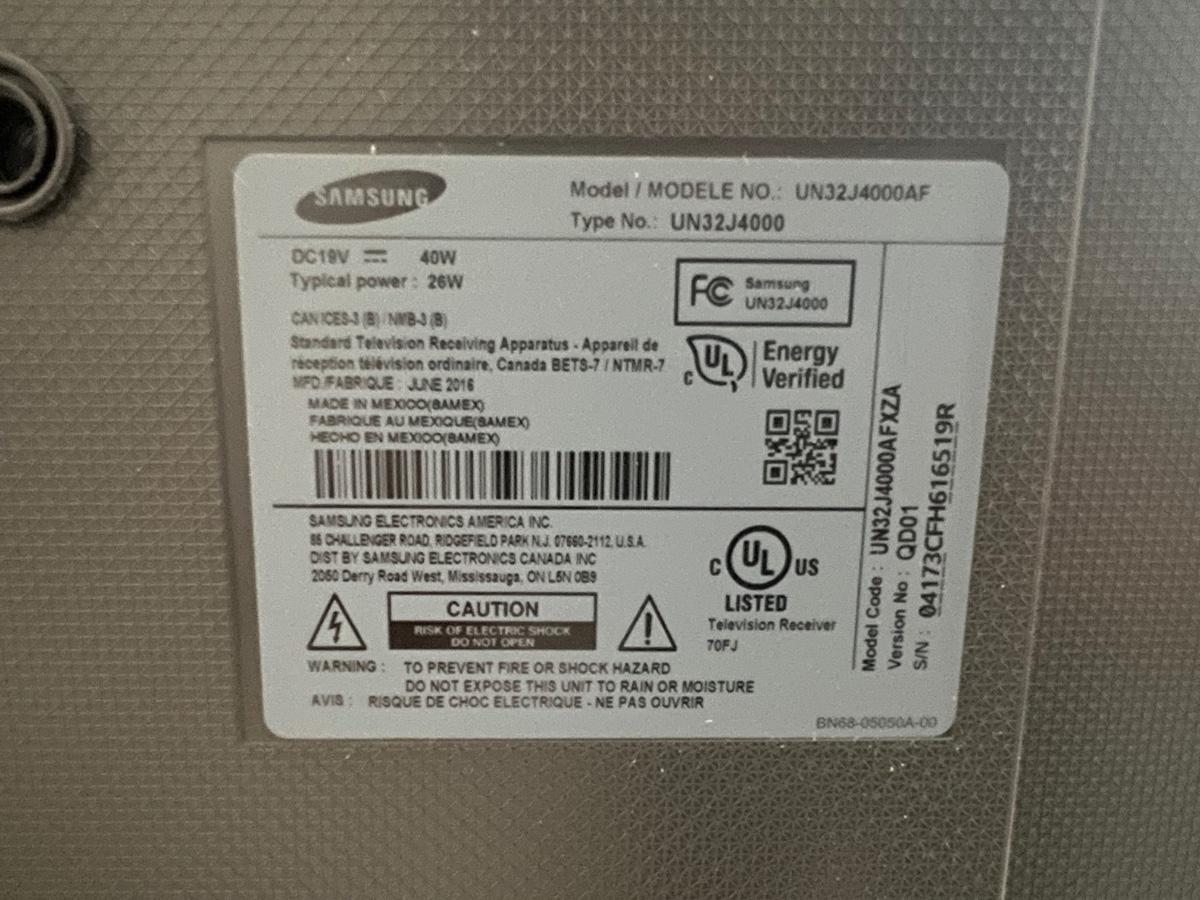 SAMSUNG
Model / MODELE NO.: UN32J4000AF
Type No.: UN32J4000
DC19V 40W
Typical power : 26W
CAN ICES-3 (B) / NMB-3 (B)
Standard Television Receiving Apparatus - Appareil de
réception télévision ordinaire, Canada BETS-7 / NTMR-7
MFD./FABRIQUE : JUNE 2016
MADE IN MEXICO(SAMEX)
FABRIQUE AU MEXIQUE(SAMEX)
HECHO EN MEXICO(SAMEX)
FC Samsung
UN32J4000
C UL Energy
Verified
SAMSUNG ELECTRONICS AMERICA INC.
85 CHALLENGER ROAD, RIDGEFIELD PARK N.J. 07660-2112, U.S.A.
DIST BY SAMSUNG ELECTRONICS CANADA INC
2050 Derry Road West, Mississauga, ON L5N 0B9
C UL US
LISTED
Television Receiver
70FJ
CAUTION
RISK OF ELECTRIC SHOCK
DO NOT OPEN
WARNING : TO PREVENT FIRE OR SHOCK HAZARD
DO NOT EXPOSE THIS UNIT TO RAIN OR MOISTURE
AVIS : RISQUE DE CHOC ELECTRIQUE - NE PAS OUVRIR
Model Code : UN32J4000AFXZA
Version No : QD01
S/N : 04173CFH616519R
BN68-05050A-00